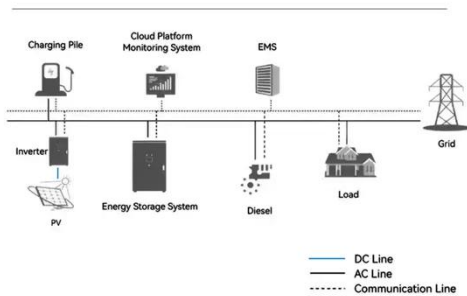 Charging Pile
Cloud Platform
Monitoring System
EMS
Grid
Inverter
PV
Energy Storage System
Diesel
Load
DC Line
AC Line
Communication Line